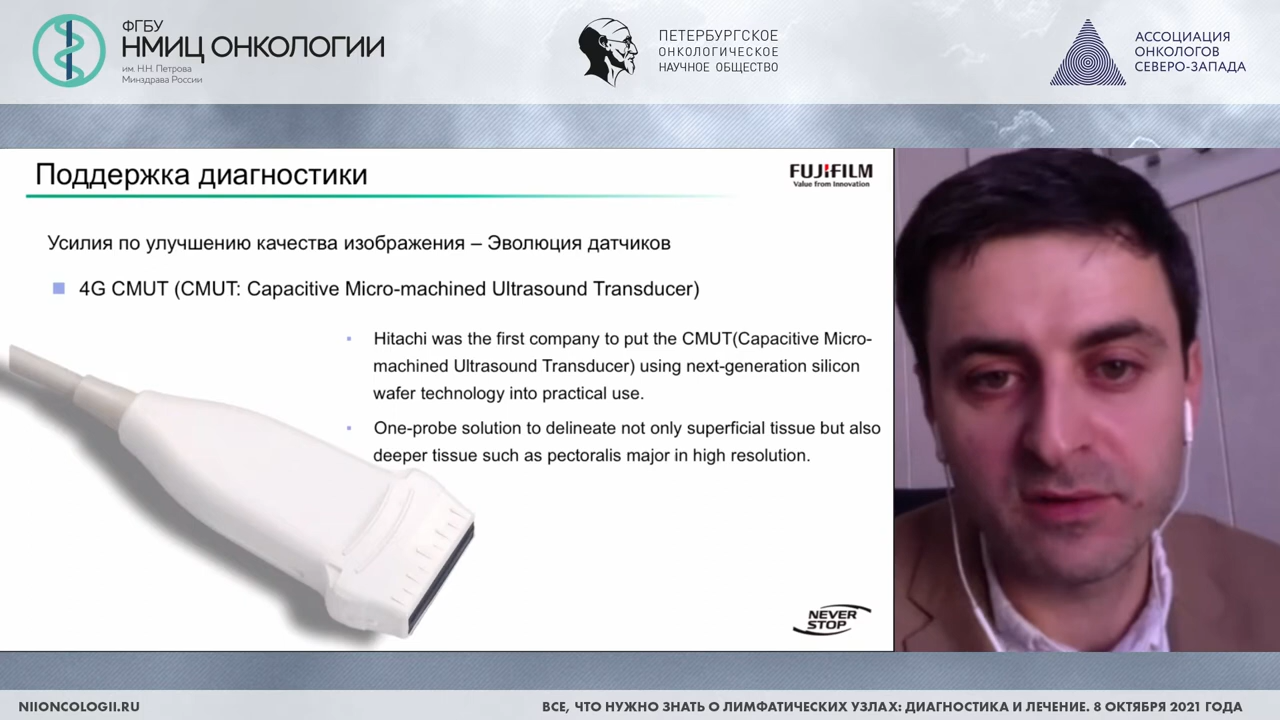 ФГБУ
НМИЦ ОНКОЛОГИИ
им. Н.Н. Петрова
Минздрава России
ПЕТЕРБУРГСКОЕ
ОНКОЛОГИЧЕСКОЕ
НАУЧНОЕ ОБЩЕСТВО
АССОЦИАЦИЯ
ОНКОЛОГОВ
СЕВЕРО-ЗАПАДА
Поддержка диагностики
FUJIFILM
Value from Innovation
Усилия по улучшению качества изображения – Эволюция датчиков
4G CMUT (CMUT: Capacitive Micro-machined Ultrasound Transducer)
Hitachi was the first company to put the CMUT(Capacitive Micro-
machined Ultrasound Transducer) using next-generation silicon
wafer technology into practical use.
One-probe solution to delineate not only superficial tissue but also
deeper tissue such as pectoralis major in high resolution.
NEVER
STOP
NIIONCOLOGII.RU
ВСЕ, ЧТО НУЖНО ЗНАТЬ О ЛИМФАТИЧЕСКИХ УЗЛАХ: ДИАГНОСТИКА И ЛЕЧЕНИЕ. 8 ОКТЯБРЯ 2021 ГОДА